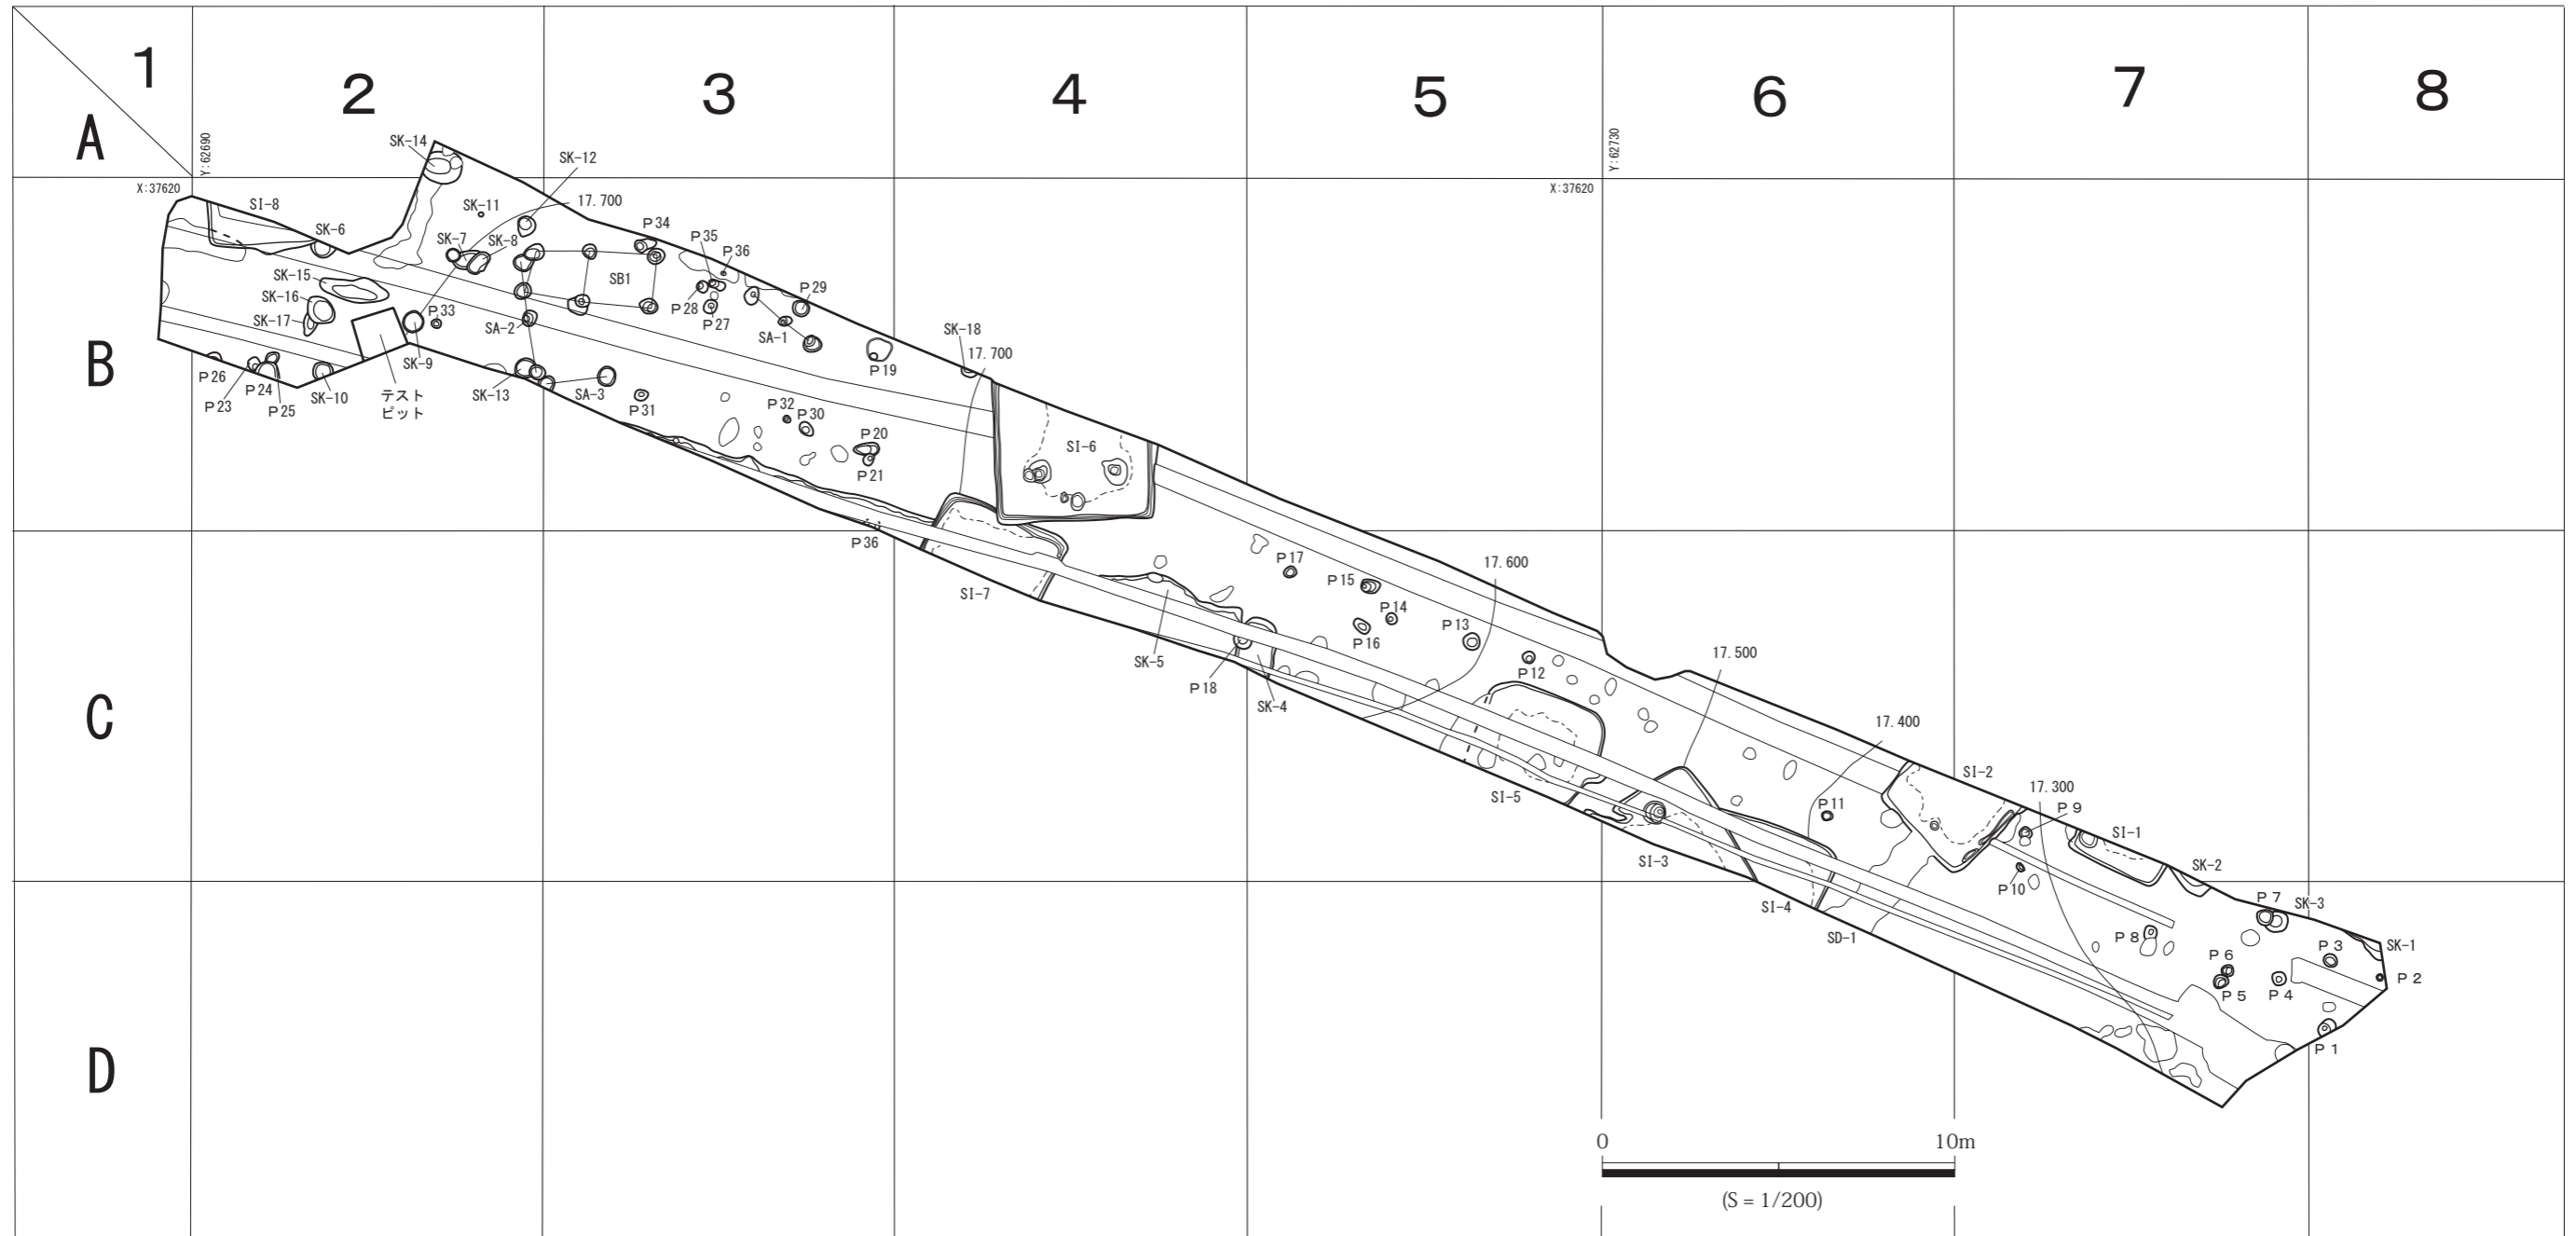 1
2
3
4
5
6
7
8
A
B
C
D
Y:62690
Y:62730
X:37620
X:37620
SK-14
SK-12
SI-8
SK-11
17.700
SK-6
SK-7
SK-8
P34
P35
P36
SB1
SK-15
SK-16
SK-17
P33
SA-2
P28
P27
P29
SA-1
SK-18
17.700
P19
SK-9
P26
P24
P23
P25
SK-10
テスト
ピット
SK-13
SA-3
P31
P32
P30
P20
P21
SI-6
P36
SI-7
P17
P15
P14
P16
P13
17.600
P12
SK-5
P18
SK-4
17.500
17.400
SI-5
SI-2
17.300
P11
P9
SI-1
SI-3
P10
SK-2
SI-4
SD-1
P7
SK-3
P8
P3
SK-1
P6
P2
P5
P4
P1
0
10m
(S = 1/200)